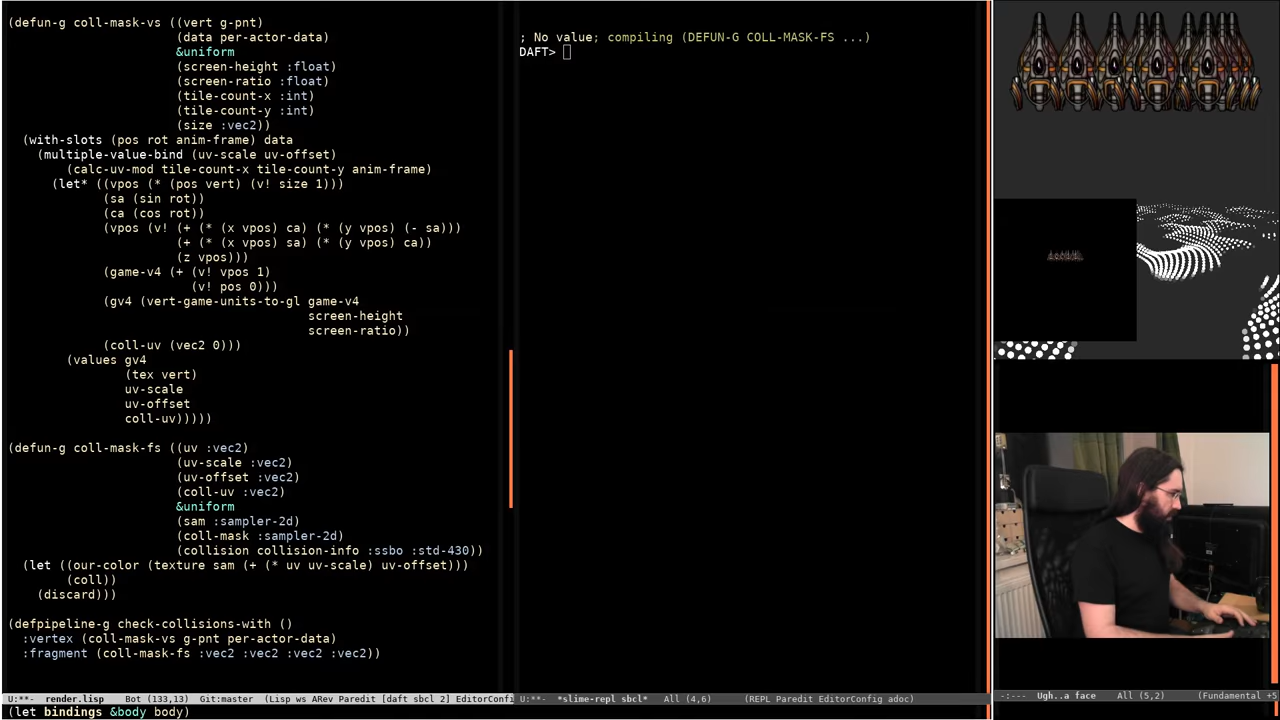 (defun-g coll-mask-vs ((vert g-pnt)
(data per-actor-data)
&uniform
(screen-height :float)
(screen-ratio :float)
(tile-count-x :int)
(tile-count-y :int)
(size :vec2))
(with-slots (pos rot anim-frame) data
(multiple-value-bind (uv-scale uv-offset)
(calc-uv-mod tile-count-x tile-count-y anim-frame)
(let* ((vpos (* (pos vert) (v! size 1)))
(sa (sin rot))
(ca (cos rot))
(vpos (v! (+ (* (x vpos) ca) (* (y vpos) (- sa)))
(+ (* (x vpos) sa) (* (y vpos) ca))
(z vpos)))
(game-v4 (+ (v! vpos 1)
(v! pos 0)))
(gv4 (vert-game-units-to-gl game-v4
screen-height
screen-ratio))
(coll-uv (vec2 0)))
(values gv4
(tex vert)
uv-scale
uv-offset
coll-uv)))))
(defun-g coll-mask-fs ((uv :vec2)
(uv-scale :vec2)
(uv-offset :vec2)
(coll-uv :vec2)
&uniform
(sam :sampler-2d)
(coll-mask :sampler-2d)
(collision collision-info :ssbo :std-430))
(let ((our-color (texture sam (+ (* uv uv-scale) uv-offset)))
(coll))
(discard)))
(defpipeline-g check-collisions-with ()
:vertex (coll-mask-vs g-pnt per-actor-data)
:fragment (coll-mask-fs :vec2 :vec2 :vec2 :vec2))
U:**- render.lisp Bot (133,13) Git:master (Lisp ws ARev Paredit [daft sbcl 2] EditorConfi
(let bindings &body body)
; No value; compiling (DEFUN-G COLL-MASK-FS ...)
DAFT>
U:**- *slime-repl sbcl* All (4,6) (REPL Paredit EditorConfig adoc)
-:--- Ugh..a face All (5,2) (Fundamental +5